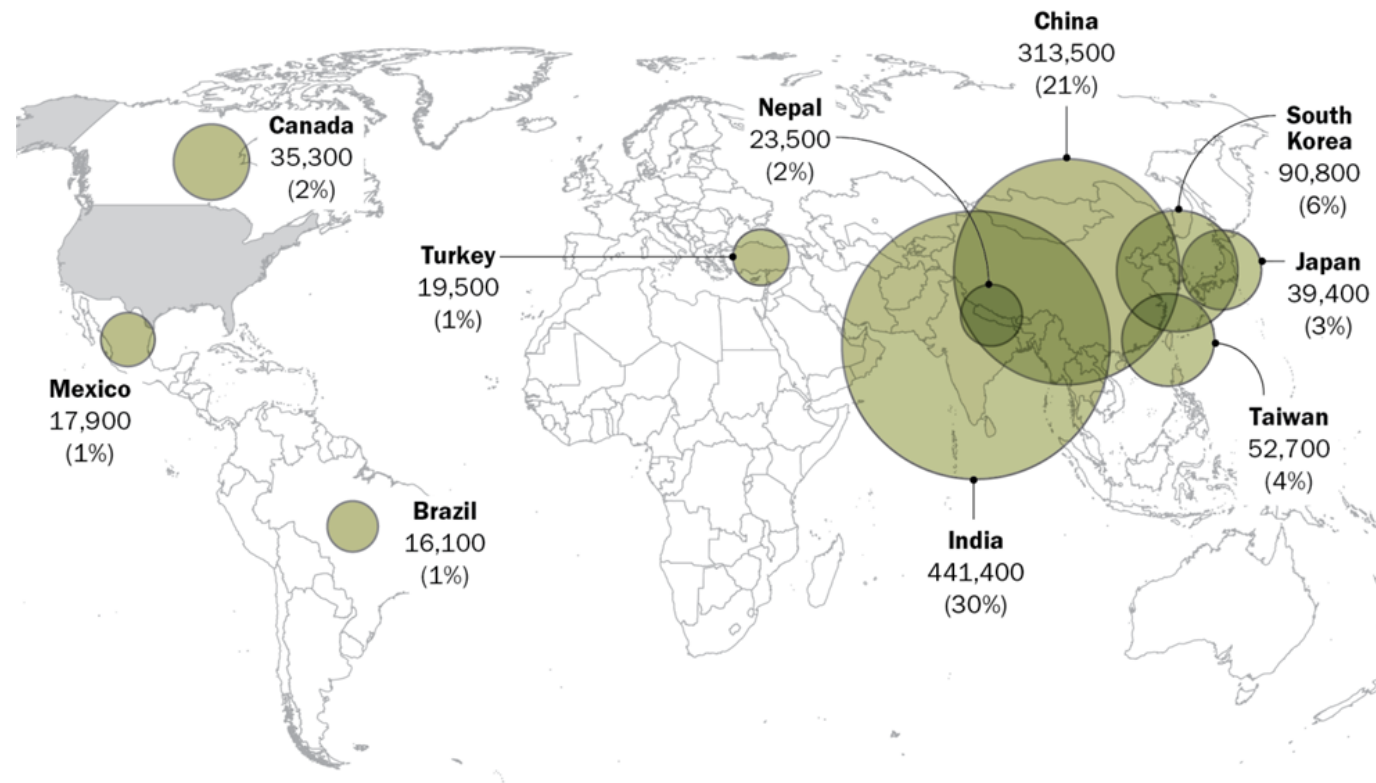 China
313,500
(21%)
Nepal
23,500
(2%)
South
Korea
90,800
(6%)
Canada
35,300
(2%)
Turkey
19,500
(1%)
Japan
39,400
(3%)
Mexico
17,900
(1%)
Taiwan
52,700
(4%)
Brazil
16,100
(1%)
India
441,400
(30%)